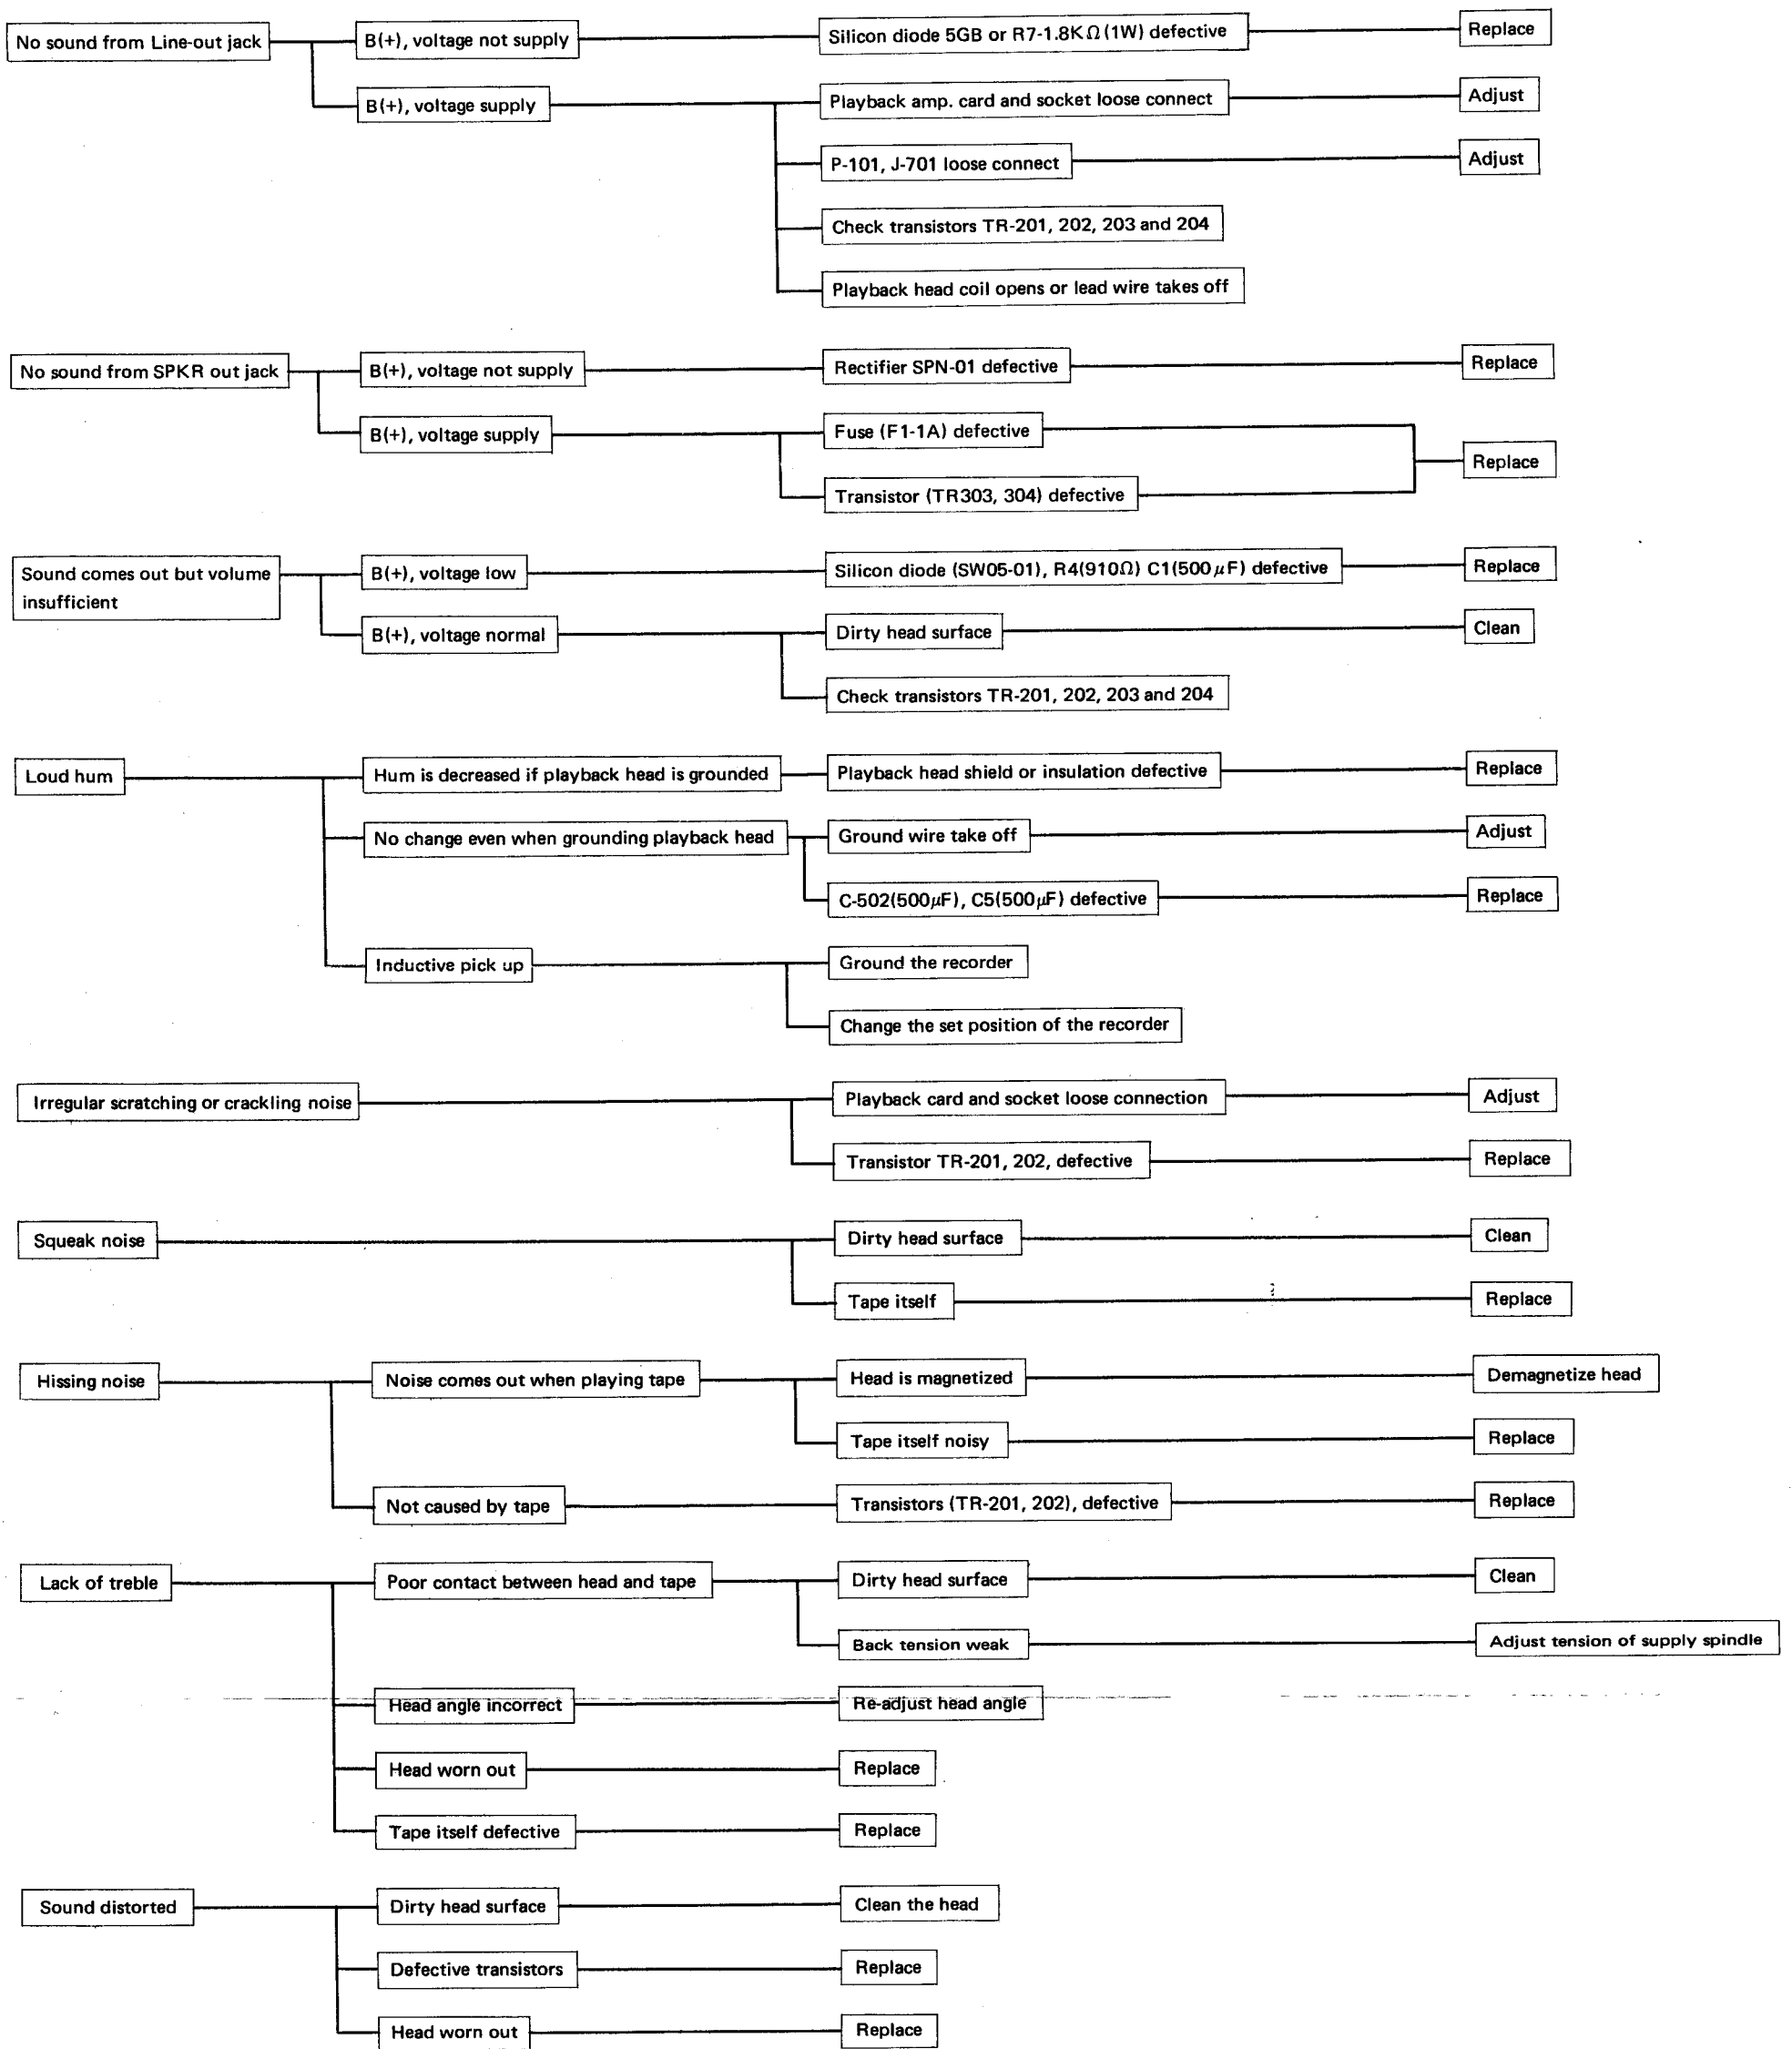 No sound from Line-out jack
B(+), voltage not supply
Silicon diode 5GB or R7-1.8KΩ(1W) defective
Replace
B(+), voltage supply
Playback amp. card and socket loose connect
Adjust
P-101, J-701 loose connect
Adjust
Check transistors TR-201, 202, 203 and 204
Playback head coil opens or lead wire takes off
No sound from SPKR out jack
B(+), voltage not supply
Rectifier SPN-01 defective
Replace
B(+), voltage supply
Fuse (F1-1A) defective
Replace
Transistor (TR303, 304) defective
Sound comes out but volume
insufficient
B(+), voltage low
Silicon diode (SW05-01), R4(910Ω) C1(500μF) defective
Replace
B(+), voltage normal
Dirty head surface
Clean
Check transistors TR-201, 202, 203 and 204
Loud hum
Hum is decreased if playback head is grounded
Playback head shield or insulation defective
Replace
No change even when grounding playback head
Ground wire take off
Adjust
C-502(500μF), C5(500μF) defective
Replace
Inductive pick up
Ground the recorder
Change the set position of the recorder
Irregular scratching or crackling noise
Playback card and socket loose connection
Adjust
Transistor TR-201, 202, defective
Replace
Squeak noise
Dirty head surface
Clean
Tape itself
Replace
Hissing noise
Noise comes out when playing tape
Head is magnetized
Demagnetize head
Tape itself noisy
Replace
Not caused by tape
Transistors (TR-201, 202), defective
Replace
Lack of treble
Poor contact between head and tape
Dirty head surface
Clean
Back tension weak
Adjust tension of supply spindle
Head angle incorrect
Re-adjust head angle
Head worn out
Replace
Tape itself defective
Replace
Sound distorted
Dirty head surface
Clean the head
Defective transistors
Replace
Head worn out
Replace